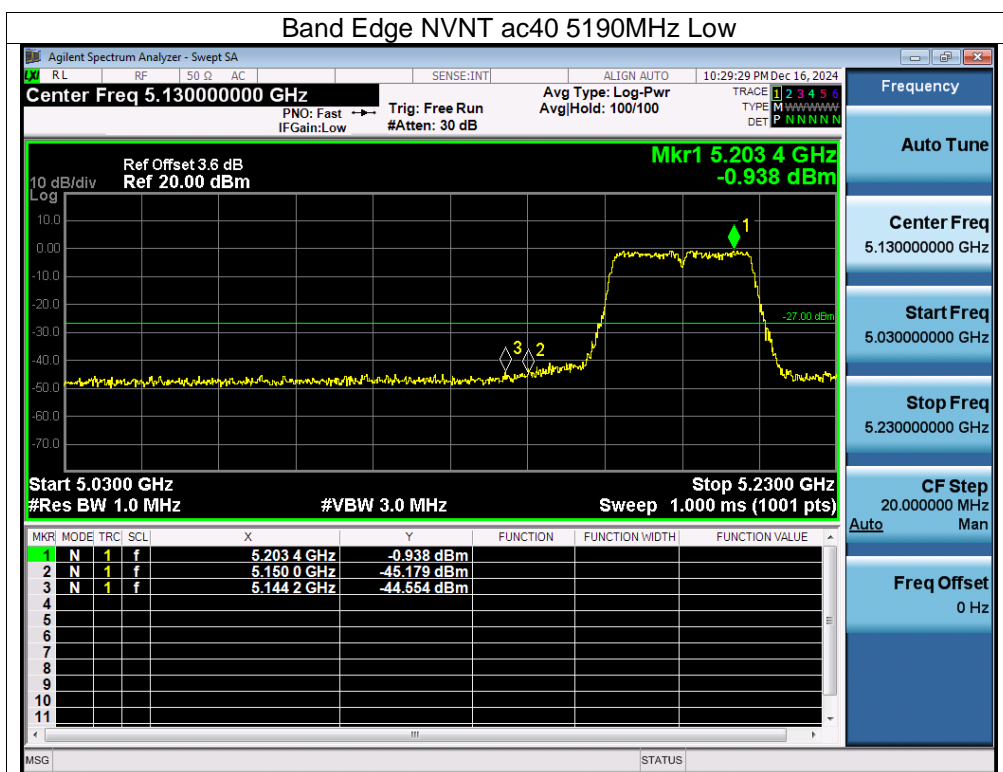 Band Edge NVNT ac40 5190MHz Low
Agilent Spectrum Analyzer - Swept SA
LXI RL RF 50 Ω AC SENSE:INT ALIGN AUTO 10:29:29 PM Dec 16, 2024
Center Freq 5.130000000 GHz
PNO: Fast
IFGain:Low
Trig: Free Run
#Atten: 30 dB
Avg Type: Log-Pwr
Avg|Hold: 100/100
TRACE 1 2 3 4 5 6
TYPE M WWWWW
DET P N N N N N
Ref Offset 3.6 dB
10 dB/div Ref 20.00 dBm
Log
Mkr1 5.203 4 GHz
-0.938 dBm
10.0
0.00
-10.0
-20.0
-30.0
-40.0
-50.0
-60.0
-70.0
1
-27.00 dBm
3 2
Start 5.0300 GHz Stop 5.2300 GHz
#Res BW 1.0 MHz #VBW 3.0 MHz Sweep 1.000 ms (1001 pts)
MKR MODE TRC SCL X Y FUNCTION FUNCTION WIDTH FUNCTION VALUE
1 N 1 f 5.203 4 GHz -0.938 dBm
2 N 1 f 5.150 0 GHz -45.179 dBm
3 N 1 f 5.144 2 GHz -44.554 dBm
4
5
6
7
8
9
10
11
MSG STATUS
Frequency
Auto Tune
Center Freq
5.130000000 GHz
Start Freq
5.030000000 GHz
Stop Freq
5.230000000 GHz
CF Step
20.000000 MHz
Auto Man
Freq Offset
0 Hz